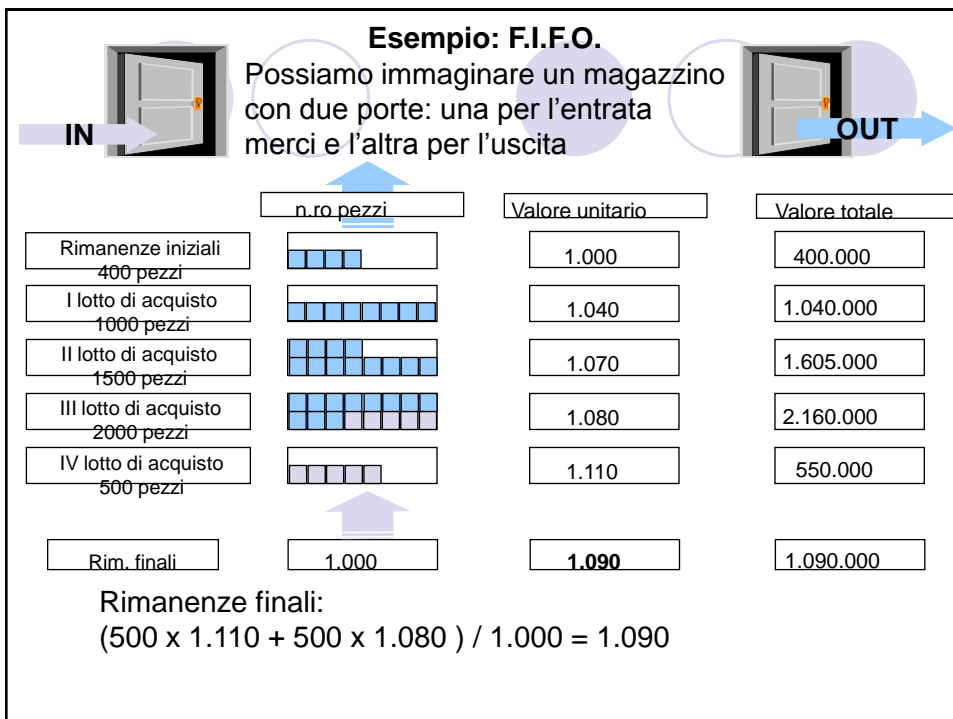 Esempio: F.I.F.O.
Possiamo immaginare un magazzino
con due porte: una per l'entrata
merci e l'altra per l'uscita
IN
OUT
n.ro pezzi
Valore unitario
Valore totale
Rimanenze iniziali
400 pezzi
1.000
400.000
I lotto di acquisto
1000 pezzi
1.040
1.040.000
II lotto di acquisto
1500 pezzi
1.070
1.605.000
III lotto di acquisto
2000 pezzi
1.080
2.160.000
IV lotto di acquisto
500 pezzi
1.110
550.000
Rim. finali
1.000
1.090
1.090.000
Rimanenze finali:
(500 x 1.110 + 500 x 1.080 ) / 1.000 = 1.090